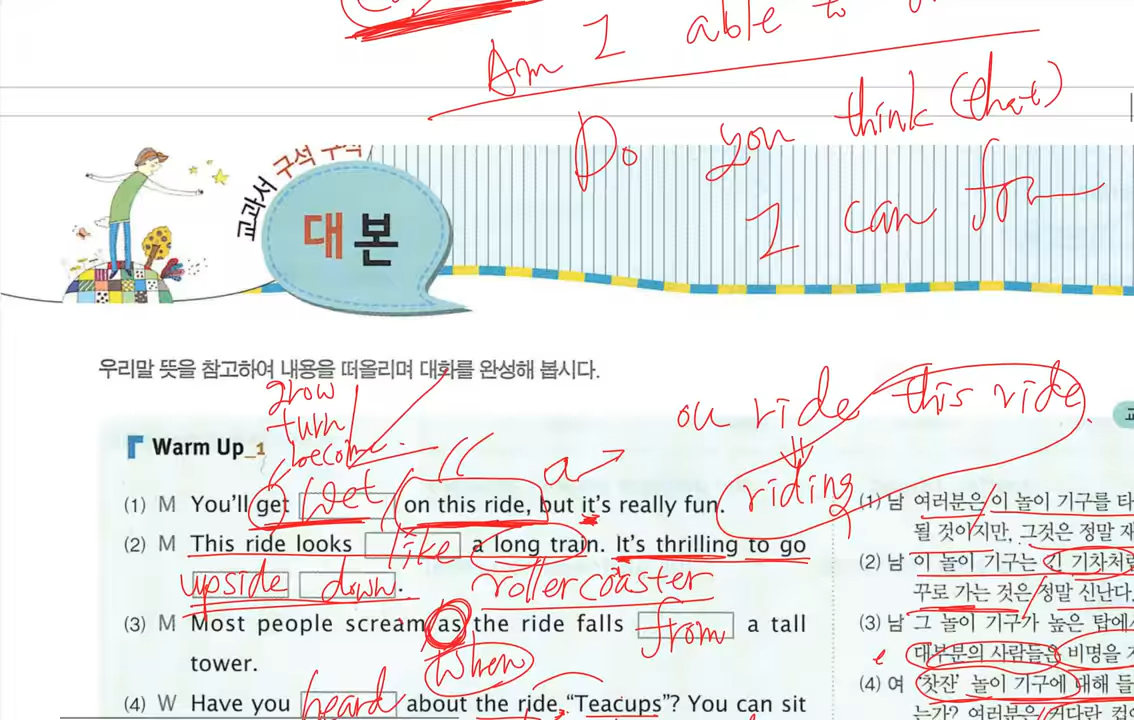 Am I able to
Do you think (that)
I can for
교과서 구석 구석
대본
우리말 뜻을 참고하여 내용을 떠올리며 대화를 완성해 봅시다.
grow
turn
become
ou ride this ride
riding
Warm Up_1
(1) M You'll get wet on this ride, but it's really fun.
(2) M This ride looks like a long train. It's thrilling to go
upside down.
rollercoaster
(3) M Most people scream as the ride falls from a tall
when
tower.
(4) W Have you heard about the ride, "Teacups"? You can sit
(1) 남 여러분은 이 놀이 기구를 타
될 것이지만, 그것은 정말 재
(2) 남 이 놀이 기구는 긴 기차처럼
꾸로 가는 것은 정말 신난다.
(3) 남 그 놀이 기구가 높은 탑에서
대부분의 사람들은 비명을
(4) 여 '찻잔' 놀이 기구에 대해 들
는가? 여러분은 커다란 컵